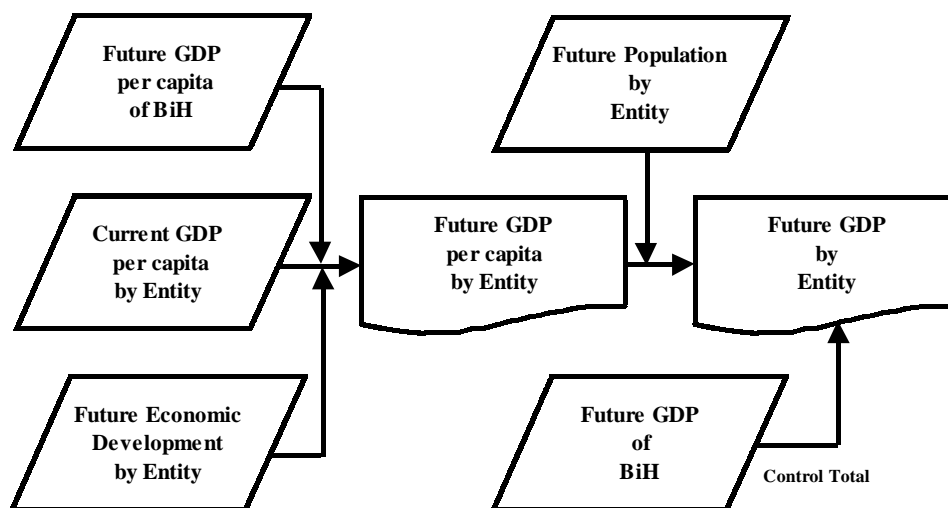 Future GDP
per capita
of BiH
Future Population
by
Entity
Current GDP
per capita
by Entity
Future GDP
per capita
by Entity
Future GDP
by
Entity
Future Economic
Development
by Entity
Future GDP
of
BiH
Control Total